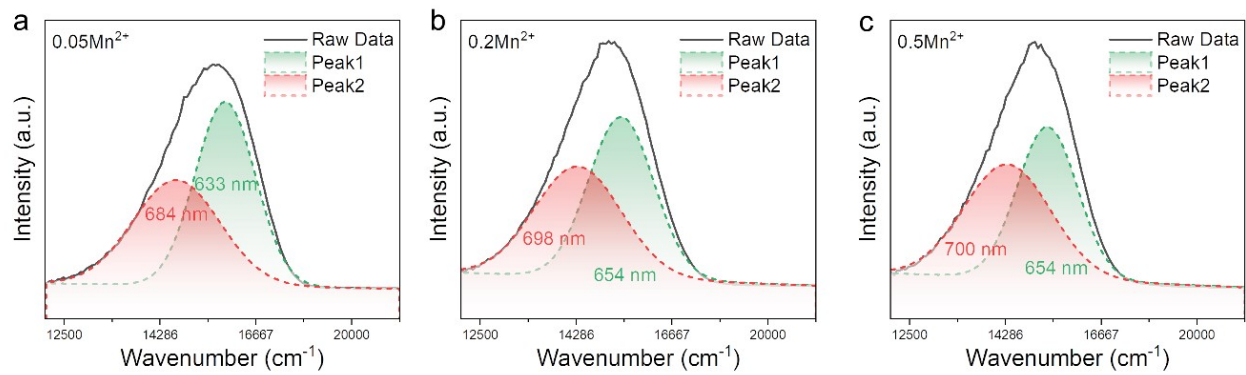 a
0.05Mn²⁺
Raw Data
Peak1
Peak2
633 nm
684 nm
Intensity (a.u.)
12500 14286 16667 20000
Wavenumber (cm⁻¹)
b
0.2Mn²⁺
Raw Data
Peak1
Peak2
698 nm
654 nm
Intensity (a.u.)
12500 14286 16667 20000
Wavenumber (cm⁻¹)
c
0.5Mn²⁺
Raw Data
Peak1
Peak2
700 nm
654 nm
Intensity (a.u.)
12500 14286 16667 20000
Wavenumber (cm⁻¹)